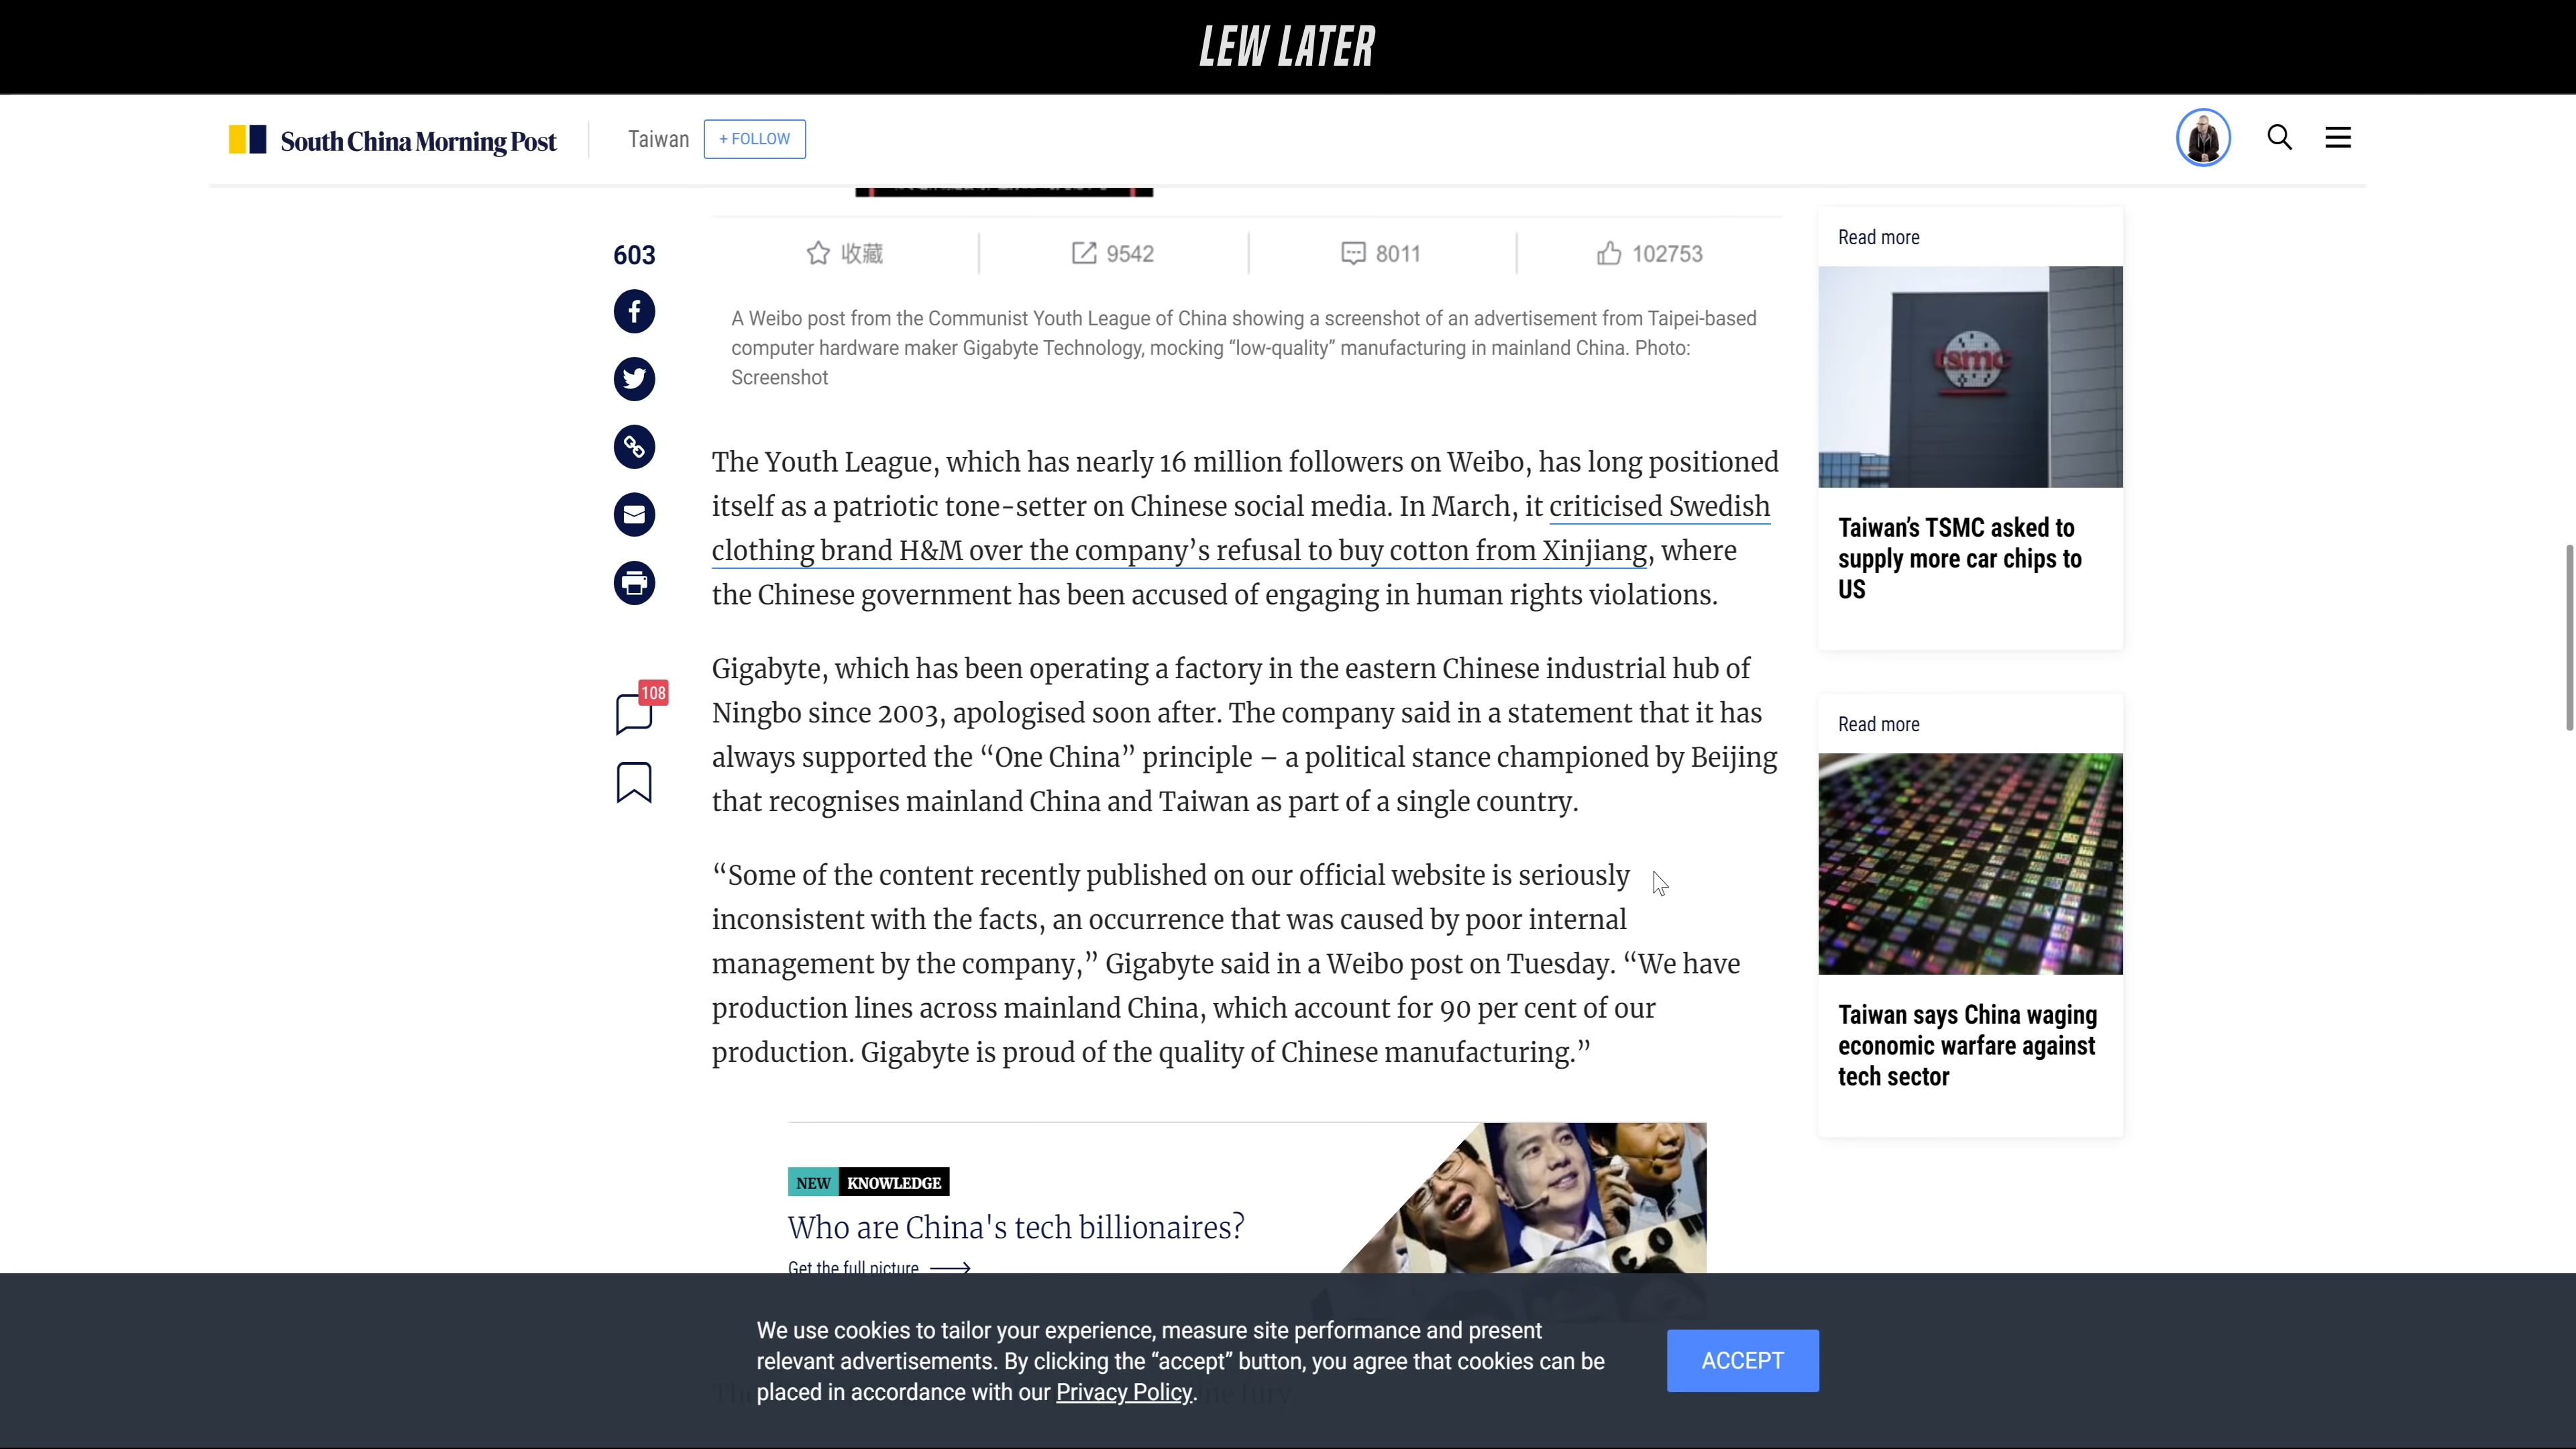 LEW LATER
South China Morning Post
Taiwan
+ FOLLOW
603
收藏
9542
8011
102753
A Weibo post from the Communist Youth League of China showing a screenshot of an advertisement from Taipei-based
computer hardware maker Gigabyte Technology, mocking “low-quality” manufacturing in mainland China. Photo:
Screenshot
The Youth League, which has nearly 16 million followers on Weibo, has long positioned
itself as a patriotic tone-setter on Chinese social media. In March, it criticised Swedish
clothing brand H&M over the company’s refusal to buy cotton from Xinjiang, where
the Chinese government has been accused of engaging in human rights violations.
108
Gigabyte, which has been operating a factory in the eastern Chinese industrial hub of
Ningbo since 2003, apologised soon after. The company said in a statement that it has
always supported the “One China” principle – a political stance championed by Beijing
that recognises mainland China and Taiwan as part of a single country.
“Some of the content recently published on our official website is seriously
inconsistent with the facts, an occurrence that was caused by poor internal
management by the company,” Gigabyte said in a Weibo post on Tuesday. “We have
production lines across mainland China, which account for 90 per cent of our
production. Gigabyte is proud of the quality of Chinese manufacturing.”
NEW KNOWLEDGE
Who are China's tech billionaires?
Get the full picture
Read more
tsmc
Taiwan’s TSMC asked to
supply more car chips to
US
Read more
Taiwan says China waging
economic warfare against
tech sector
We use cookies to tailor your experience, measure site performance and present
relevant advertisements. By clicking the “accept” button, you agree that cookies can be
placed in accordance with our Privacy Policy.
ACCEPT